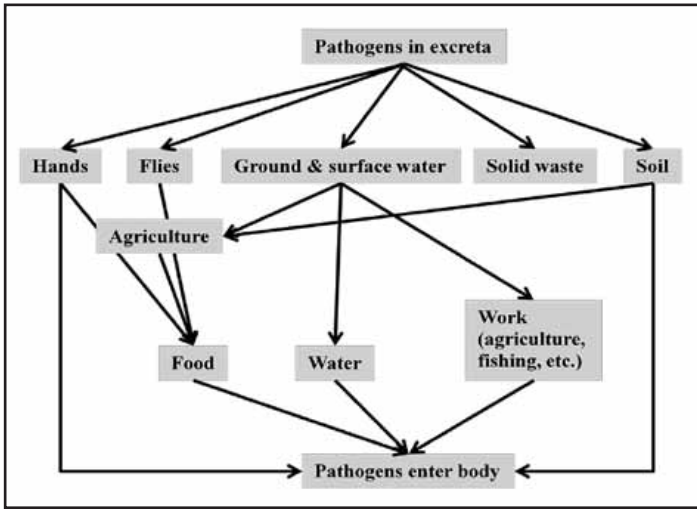 Pathogens in excreta
Hands
Flies
Ground & surface water
Solid waste
Soil
Agriculture
Work
(agriculture,
fishing, etc.)
Food
Water
Pathogens enter body